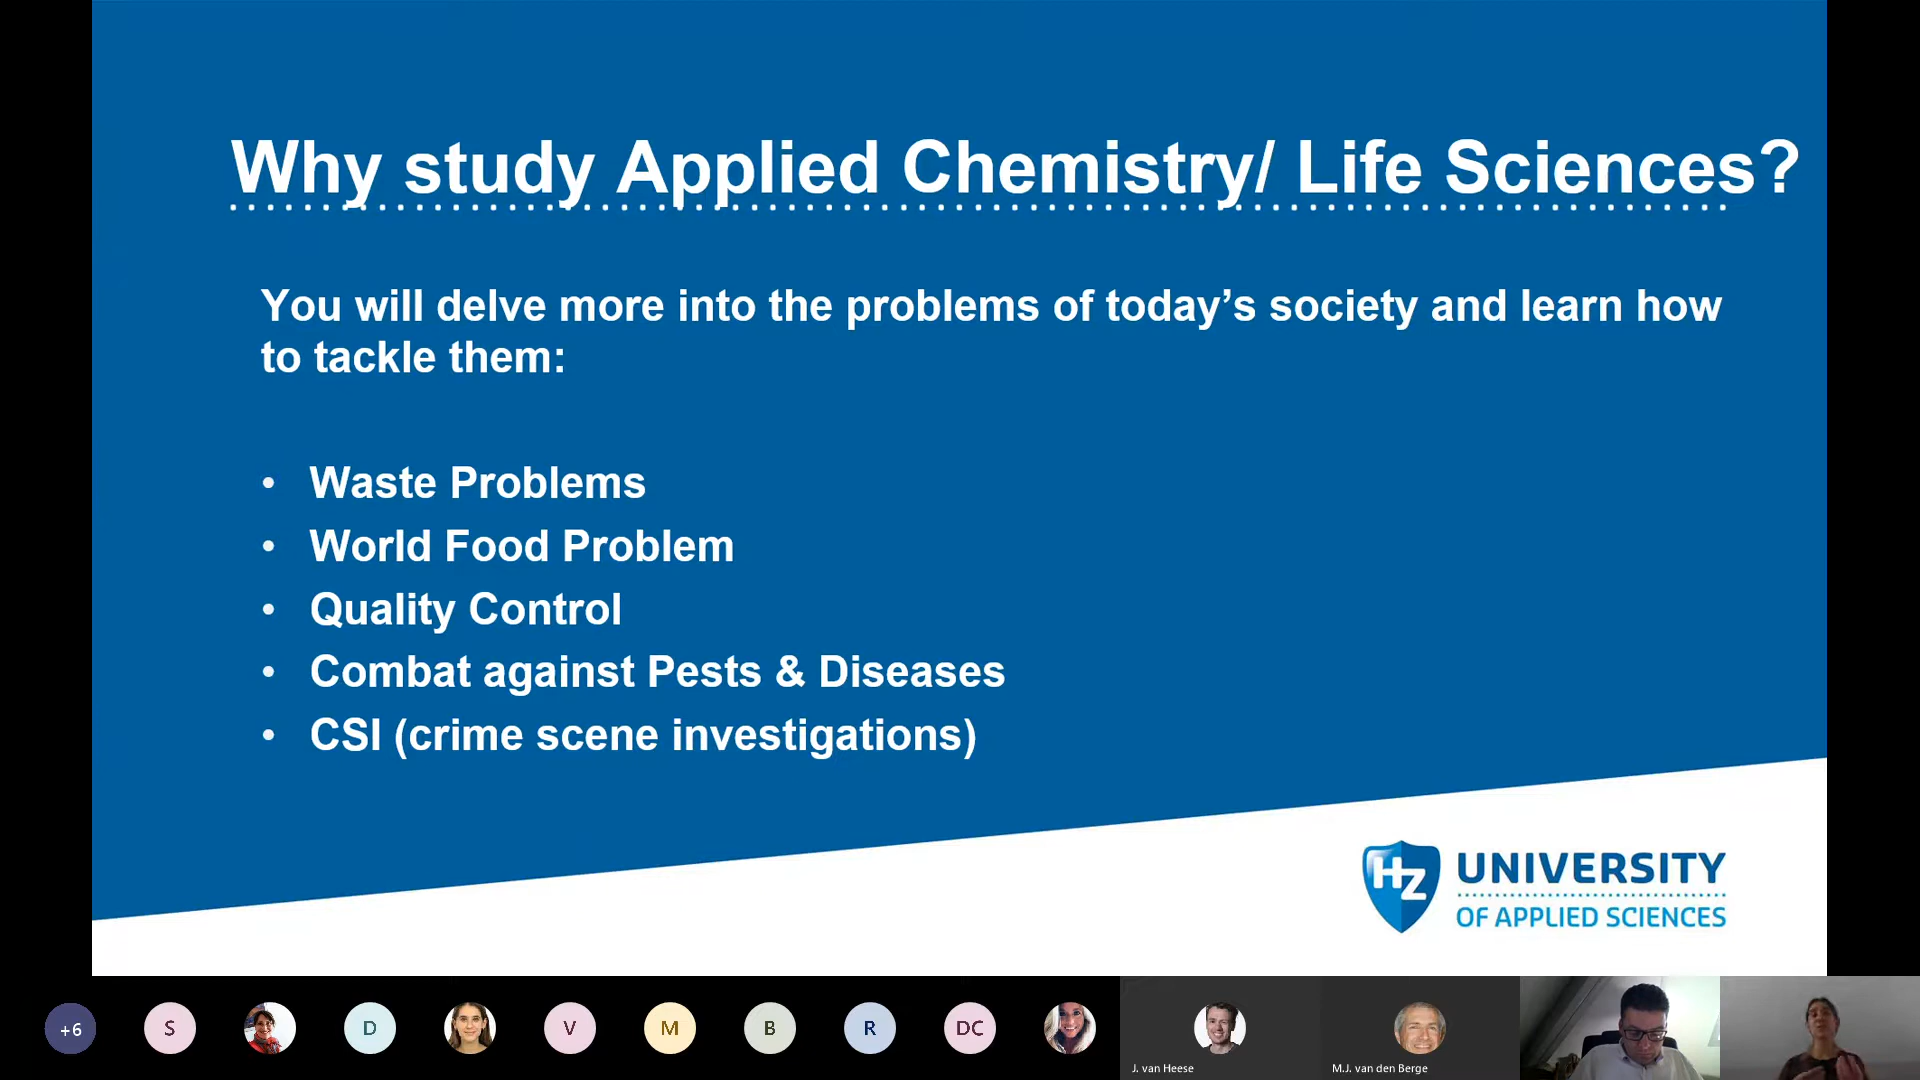 Why study Applied Chemistry/ Life Sciences?
You will delve more into the problems of today’s society and learn how
to tackle them:
• Waste Problems
• World Food Problem
• Quality Control
• Combat against Pests & Diseases
• CSI (crime scene investigations)
HZ UNIVERSITY
OF APPLIED SCIENCES
+6 S D V M B R DC
J. van Heese M.J. van den Berge